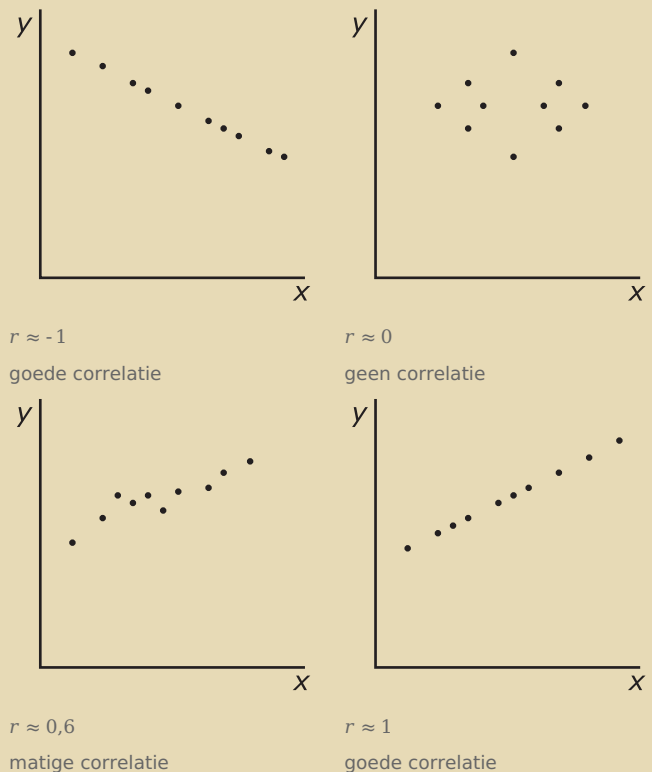 y
x
r ≈ -1
goede correlatie
y
x
r ≈ 0
geen correlatie
y
x
r ≈ 0,6
matige correlatie
y
x
r ≈ 1
goede correlatie